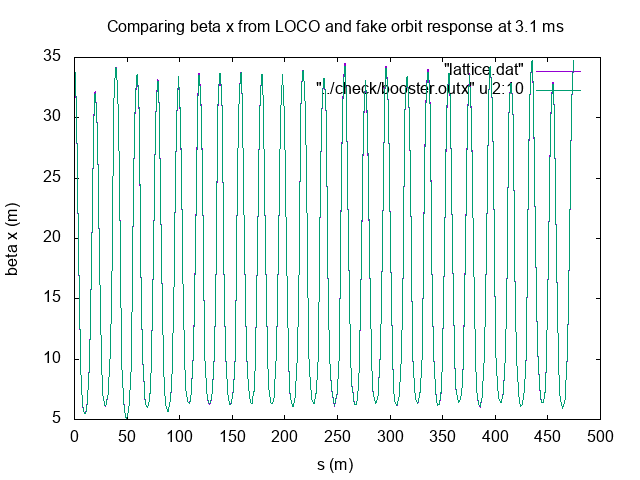 Comparing beta x from LOCO and fake orbit response at 3.1 ms
"lattice.dat"
"../check/booster.outx" u 2:10
35
30
25
20
15
10
5
beta x (m)
0 50 100 150 200 250 300 350 400 450 500
s (m)